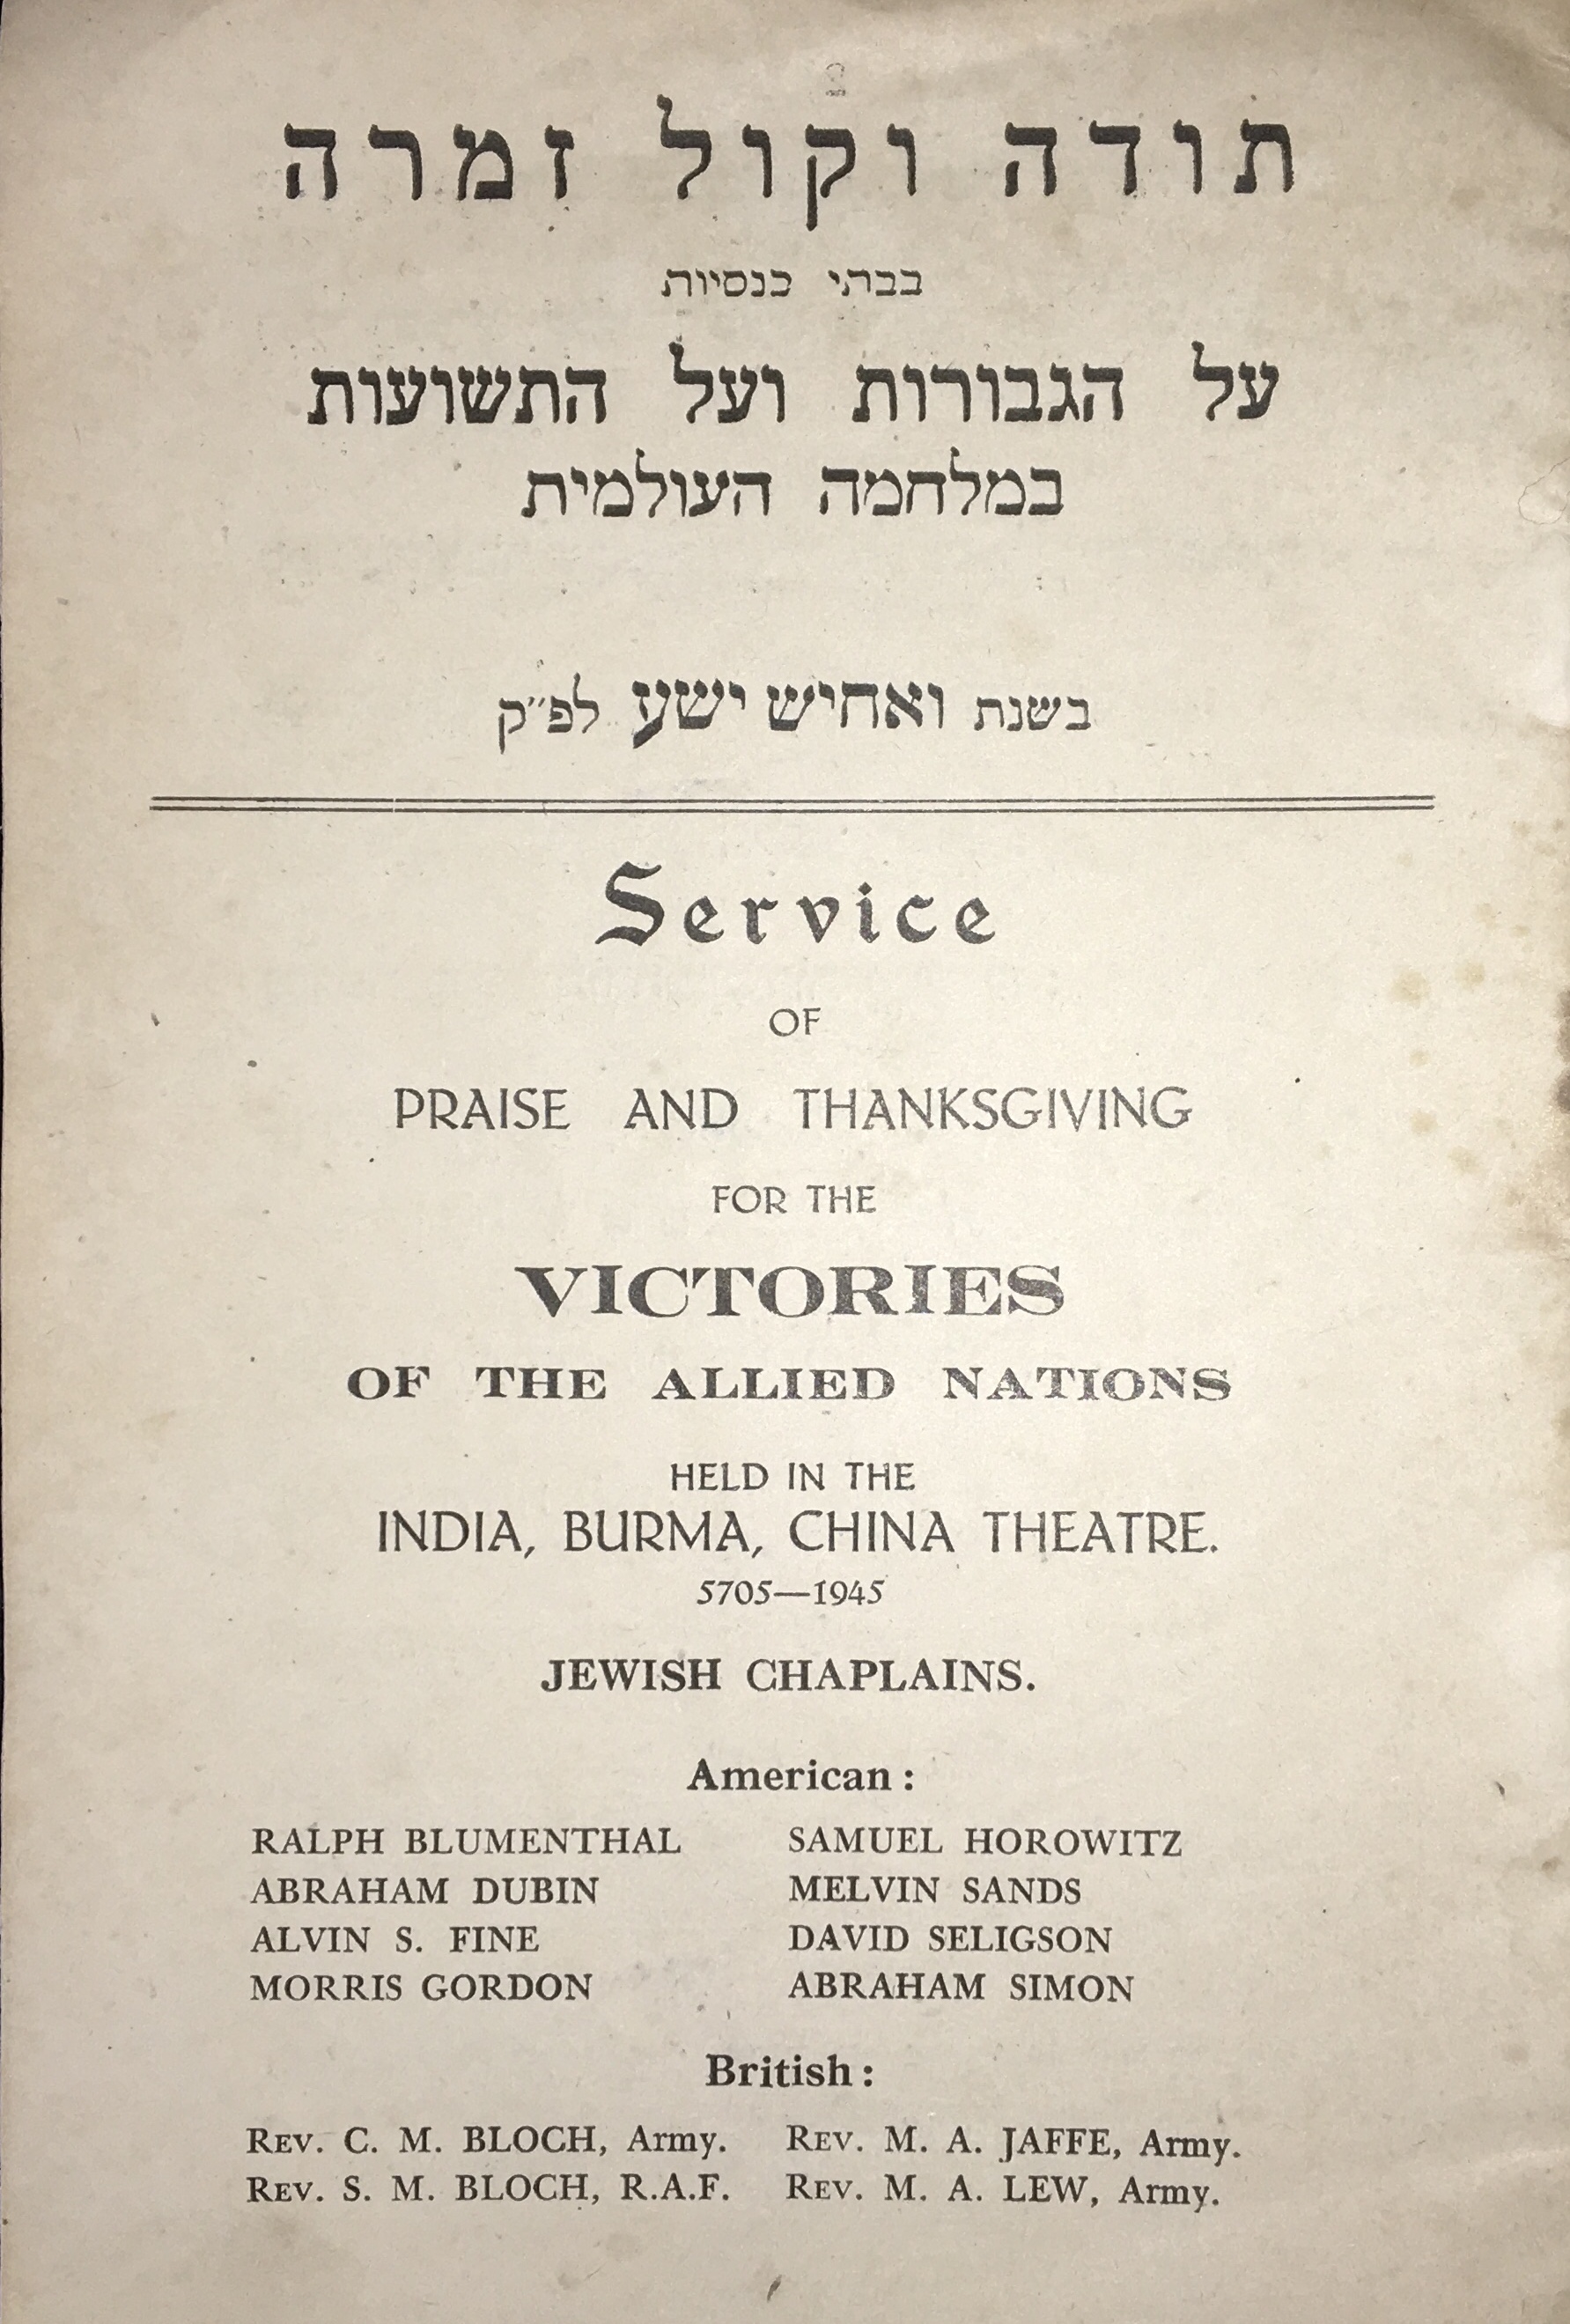 תודה וקול זמרה
בבתי כנסיות
על הגבורות ועל התשועות
במלחמה העולמית
בשנת ואחיש ישע לפ״ק
Service
OF
PRAISE AND THANKSGIVING
FOR THE
VICTORIES
OF THE ALLIED NATIONS
HELD IN THE
INDIA, BURMA, CHINA THEATRE.
5705—1945
JEWISH CHAPLAINS.
American :
RALPH BLUMENTHAL SAMUEL HOROWITZ
ABRAHAM DUBIN MELVIN SANDS
ALVIN S. FINE DAVID SELIGSON
MORRIS GORDON ABRAHAM SIMON
British :
REV. C. M. BLOCH, Army. REV. M. A. JAFFE, Army.
REV. S. M. BLOCH, R.A.F. REV. M. A. LEW, Army.